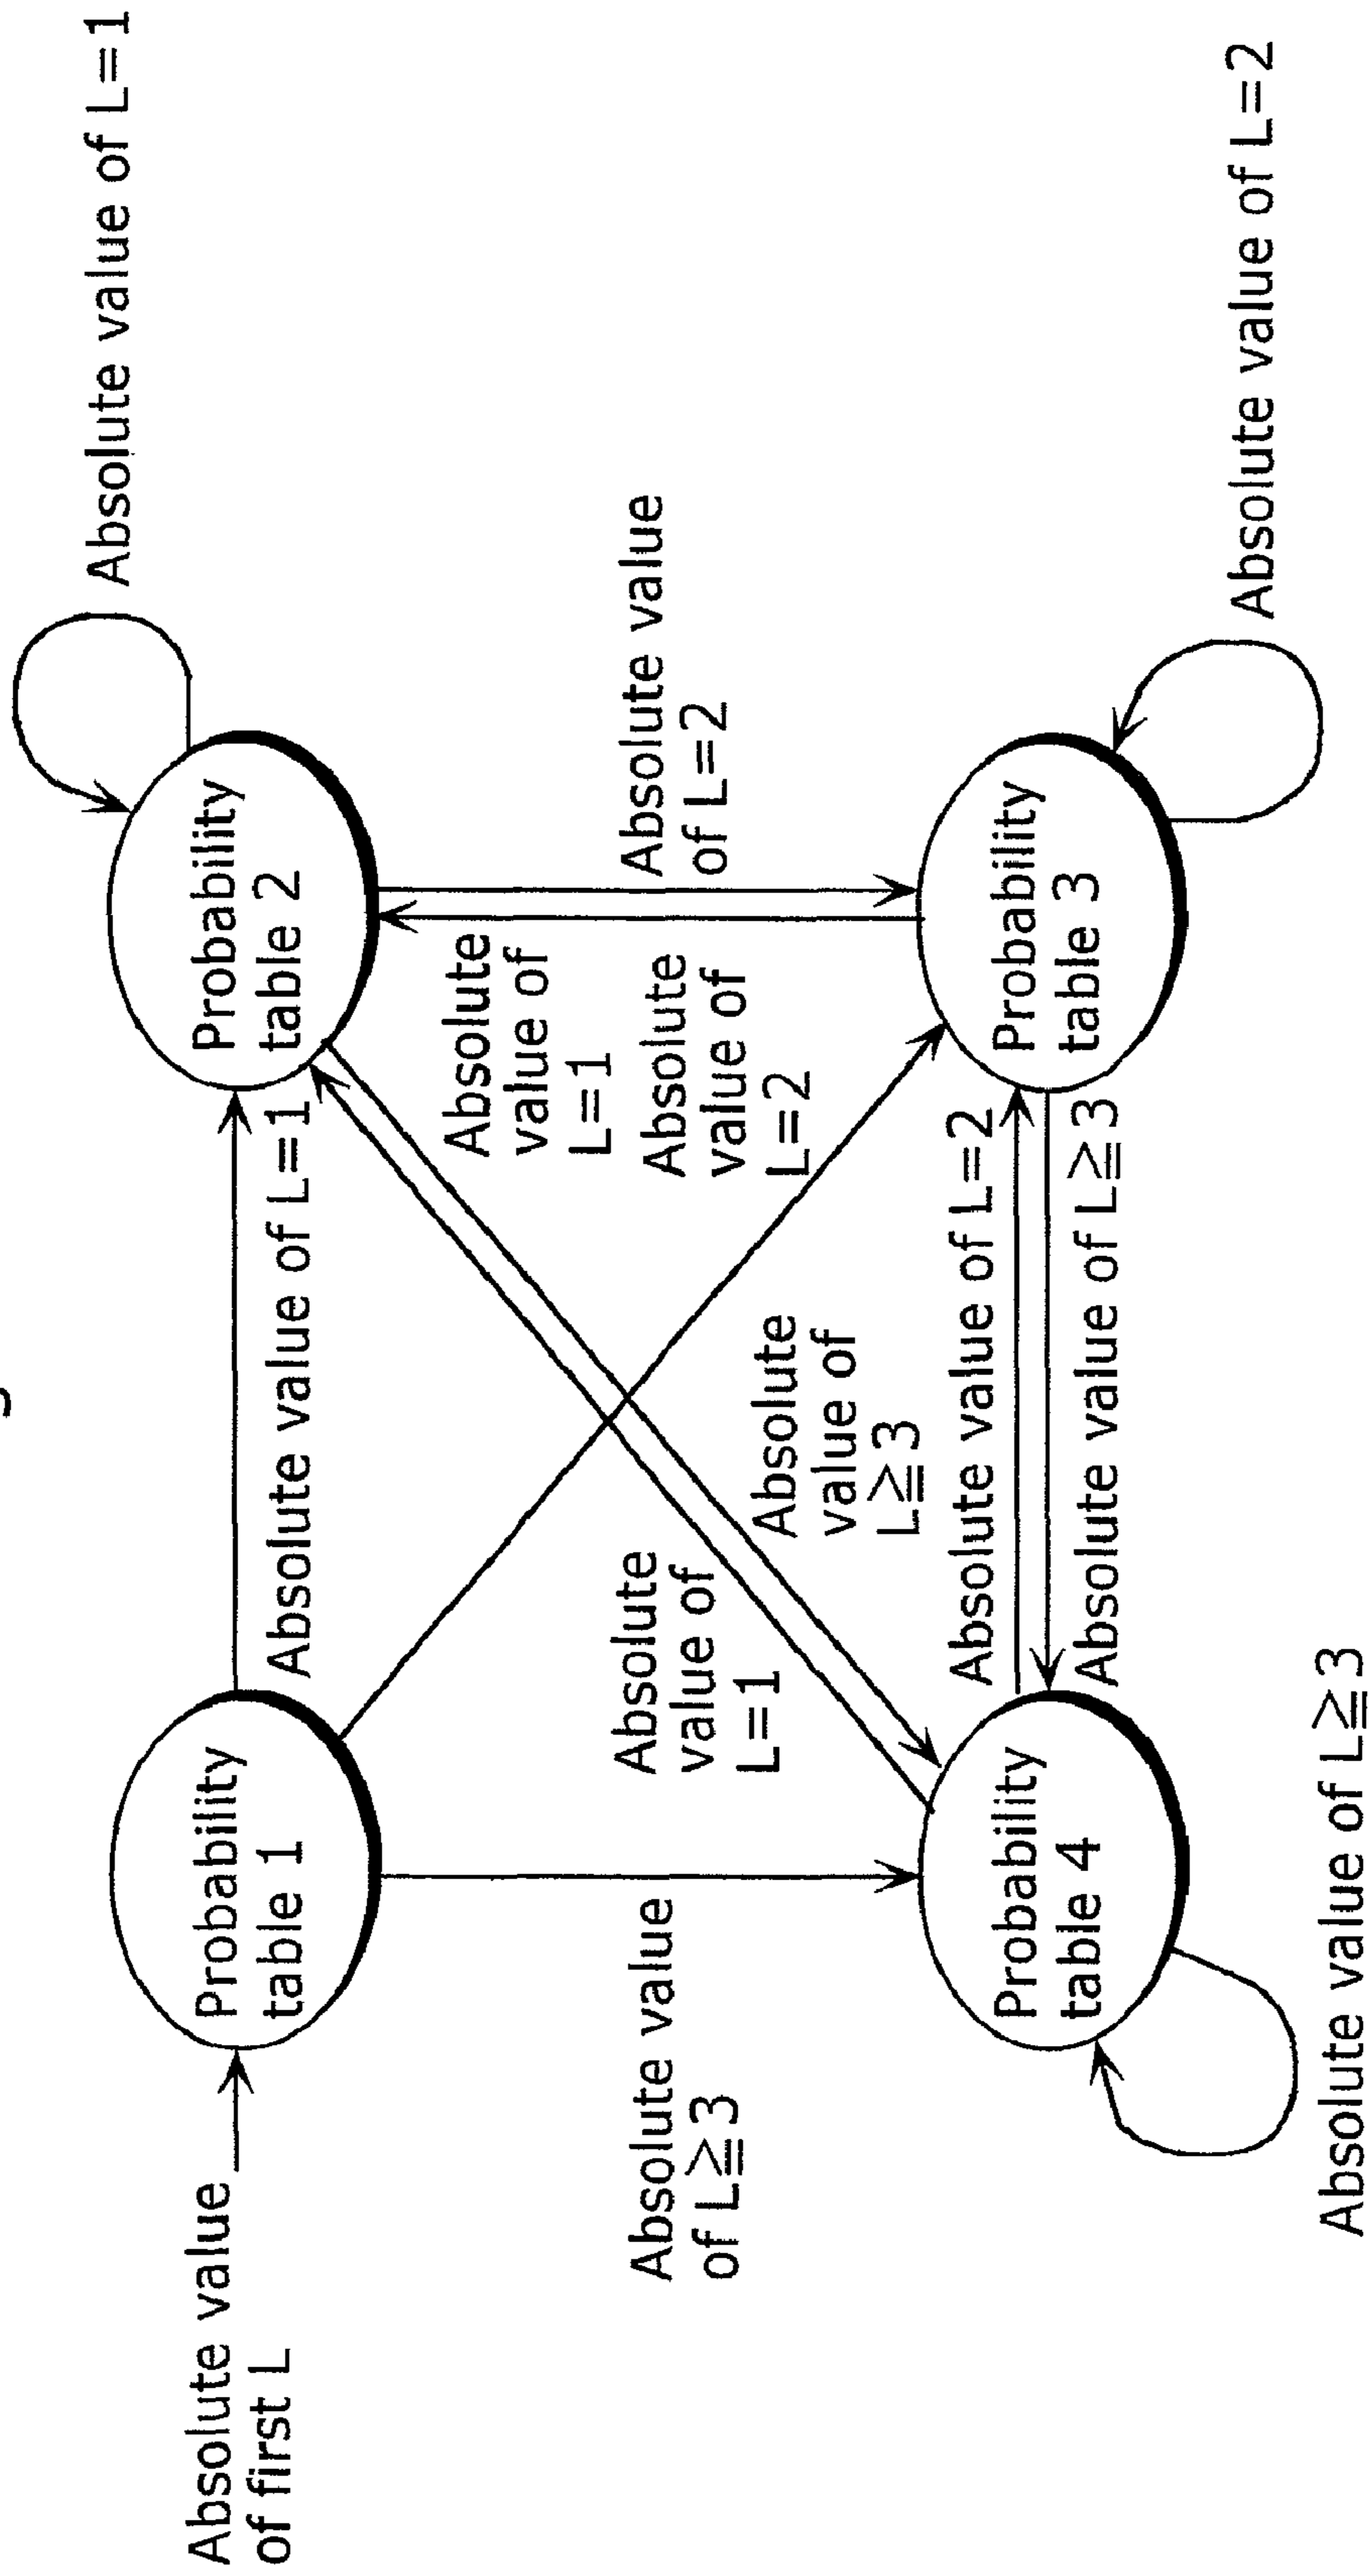 Absolute value of L=1
Absolute value
of first L
Probability
table 1
Absolute value of L=1
Probability
table 2
Absolute
value of
L=1
Absolute value
of L=2
Absolute value
of L≧3
Absolute
value of
L=1
Absolute
value of
L=2
Absolute
value of
L≧3
Absolute value of L=2
Probability
table 4
Probability
table 3
Absolute value of L≧3
Absolute value of L=2
Absolute value of L≧3